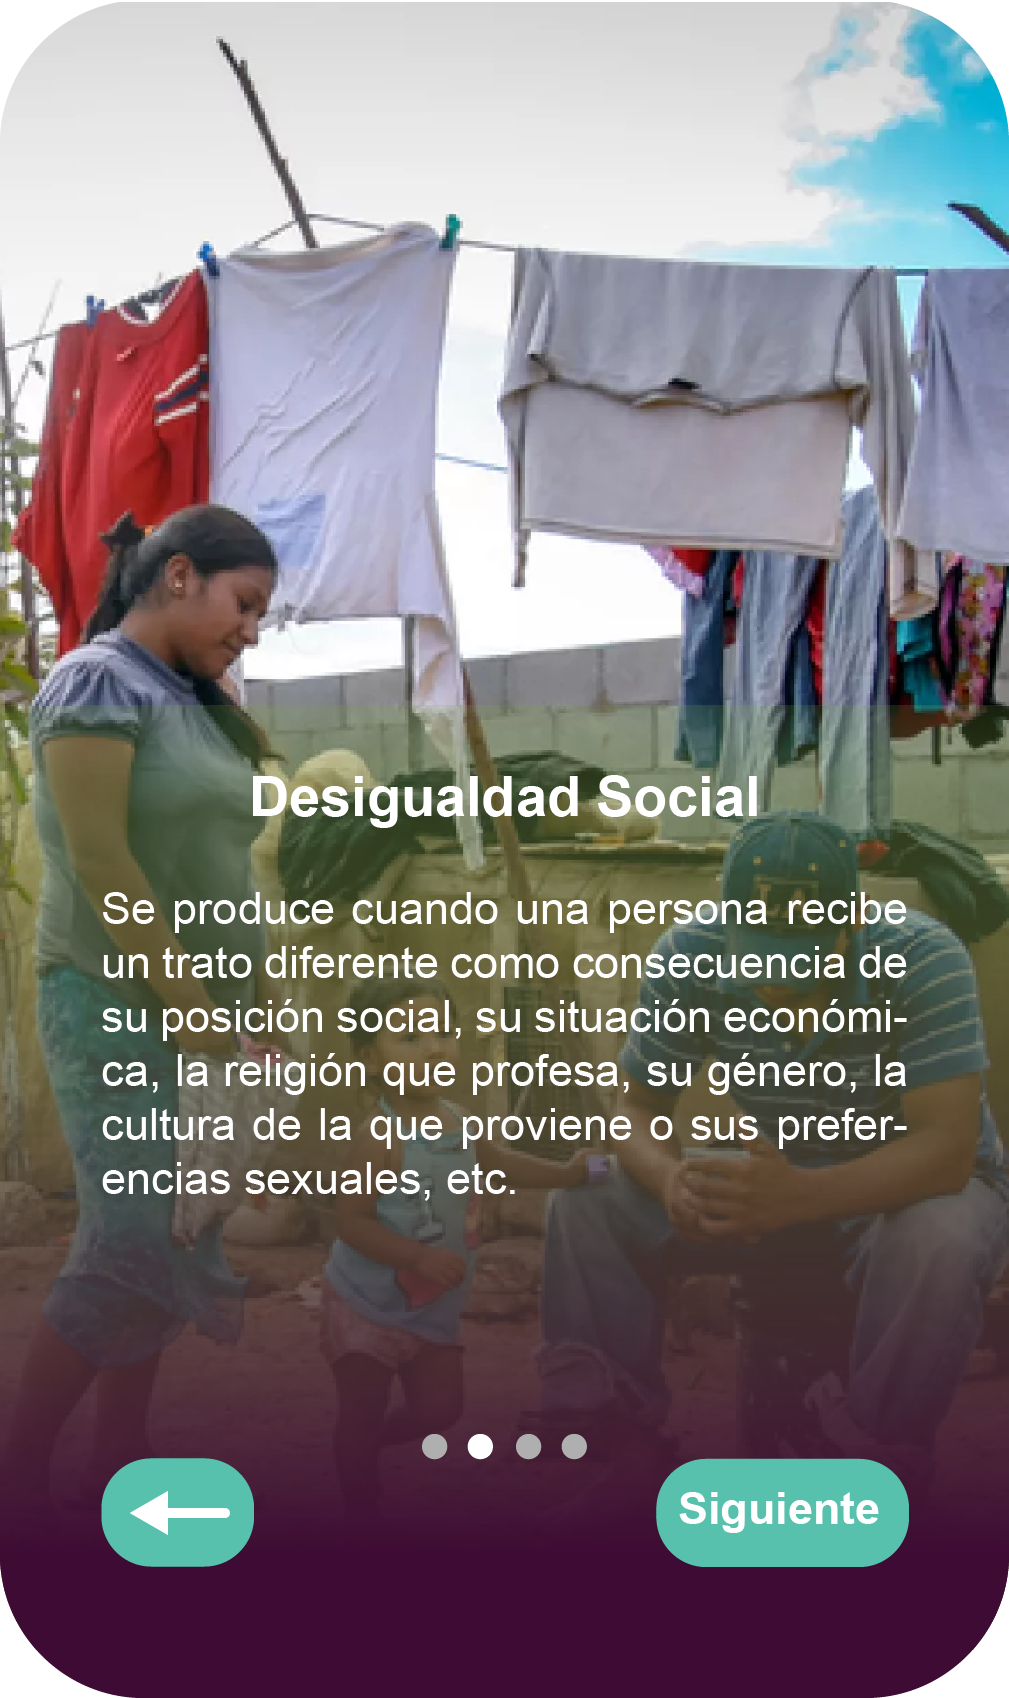 Desigualdad Social
Se produce cuando una persona recibe
un trato diferente como consecuencia de
su posición social, su situación económi-
ca, la religión que profesa, su género, la
cultura de la que proviene o sus prefer-
encias sexuales, etc.
Siguiente